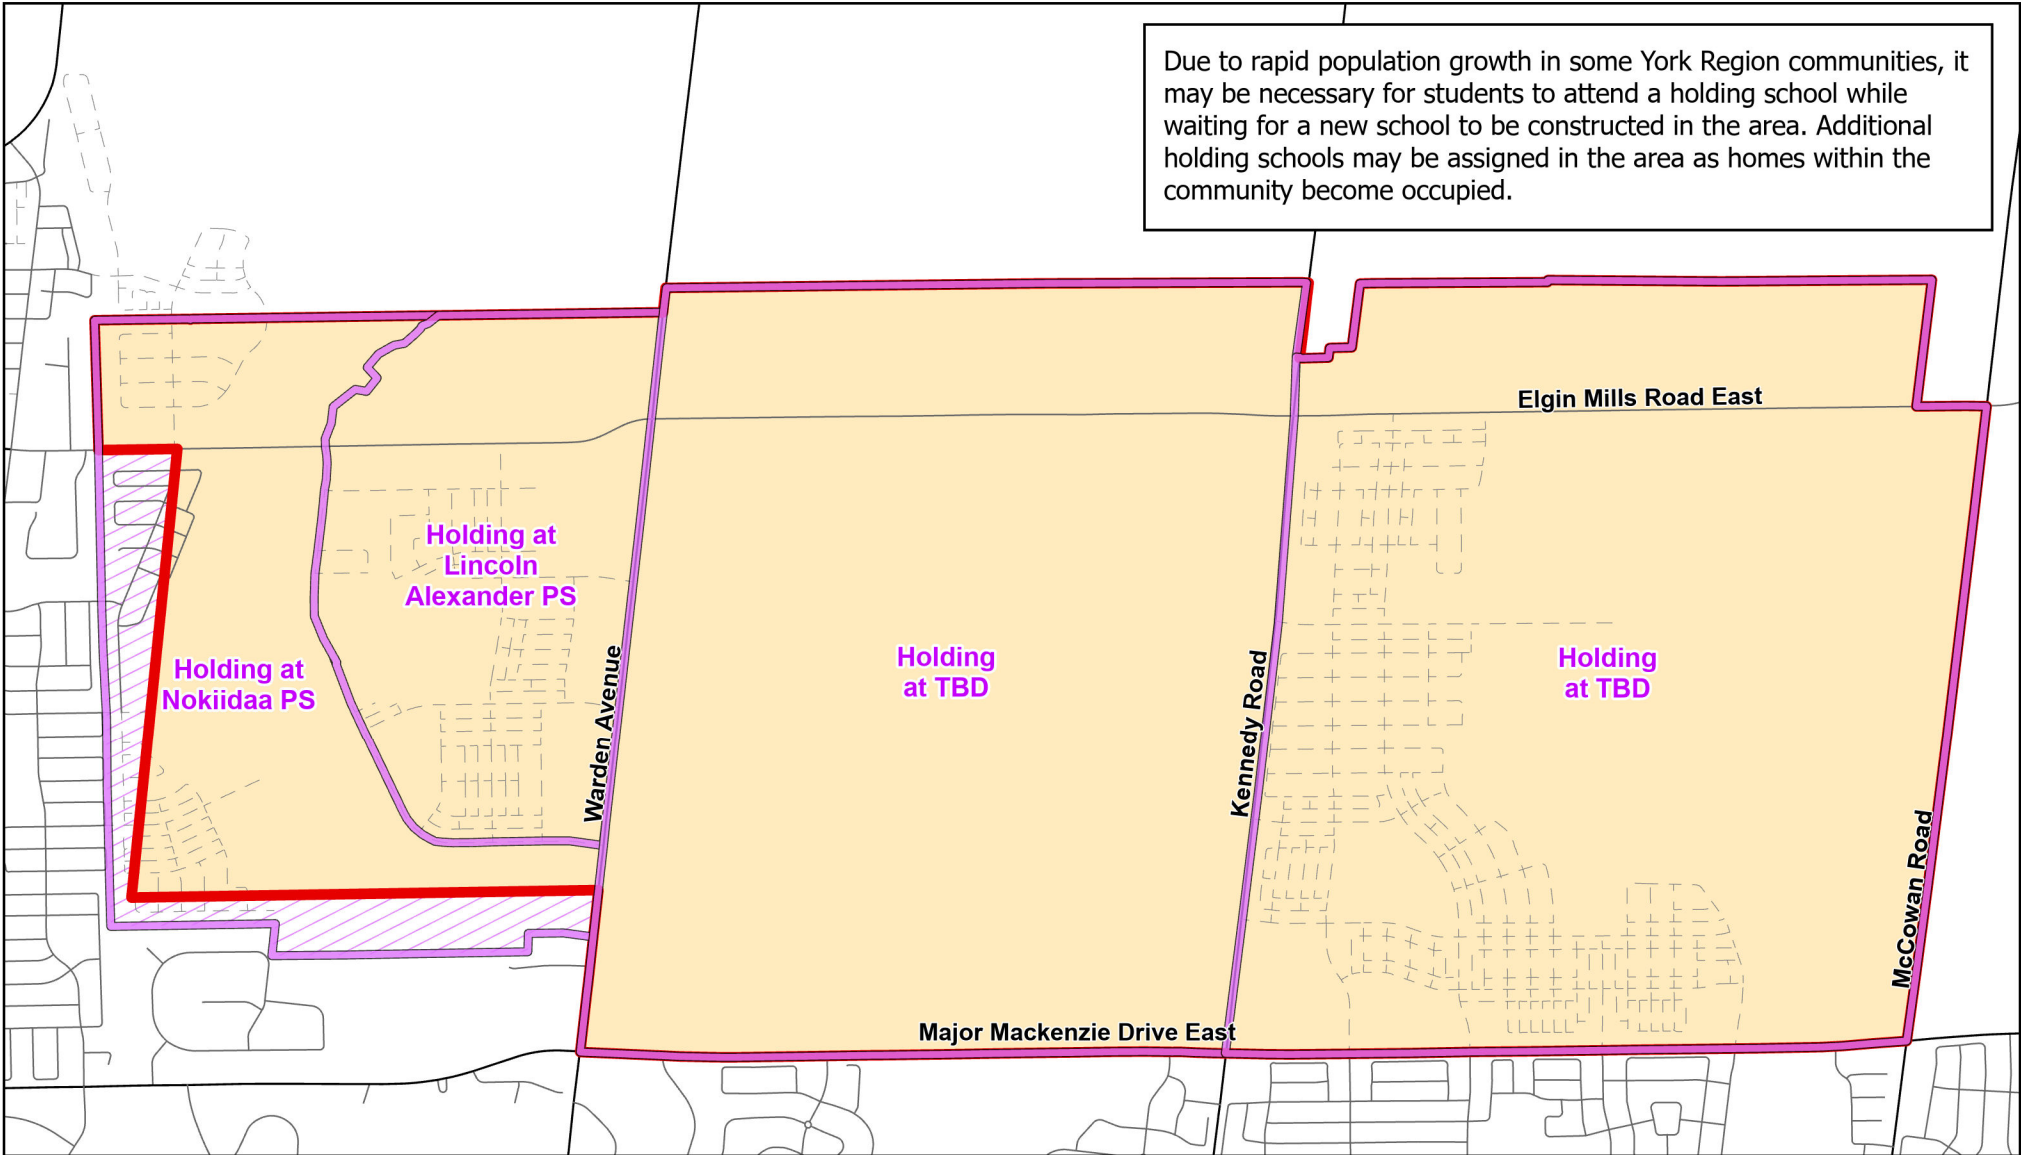 Due to rapid population growth in some York Region communities, it
may be necessary for students to attend a holding school while
waiting for a new school to be constructed in the area. Additional
holding schools may be assigned in the area as homes within the
community become occupied.
Elgin Mills Road East
Holding at
Lincoln
Alexander PS
Holding at
Nokiidaa PS
Warden Avenue
Holding
at TBD
Kennedy Road
Holding
at TBD
McCowan Road
Major Mackenzie Drive East